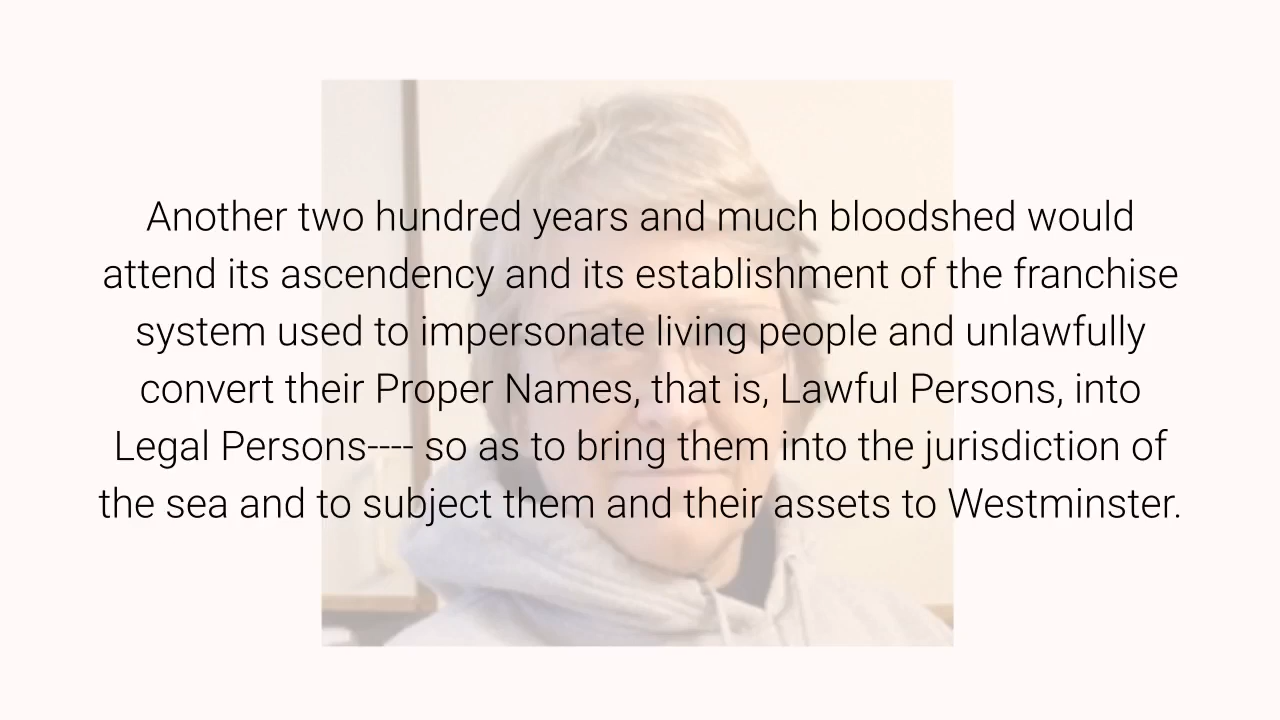 Another two hundred years and much bloodshed would
attend its ascendency and its establishment of the franchise
system used to impersonate living people and unlawfully
convert their Proper Names, that is, Lawful Persons, into
Legal Persons---- so as to bring them into the jurisdiction of
the sea and to subject them and their assets to Westminster.